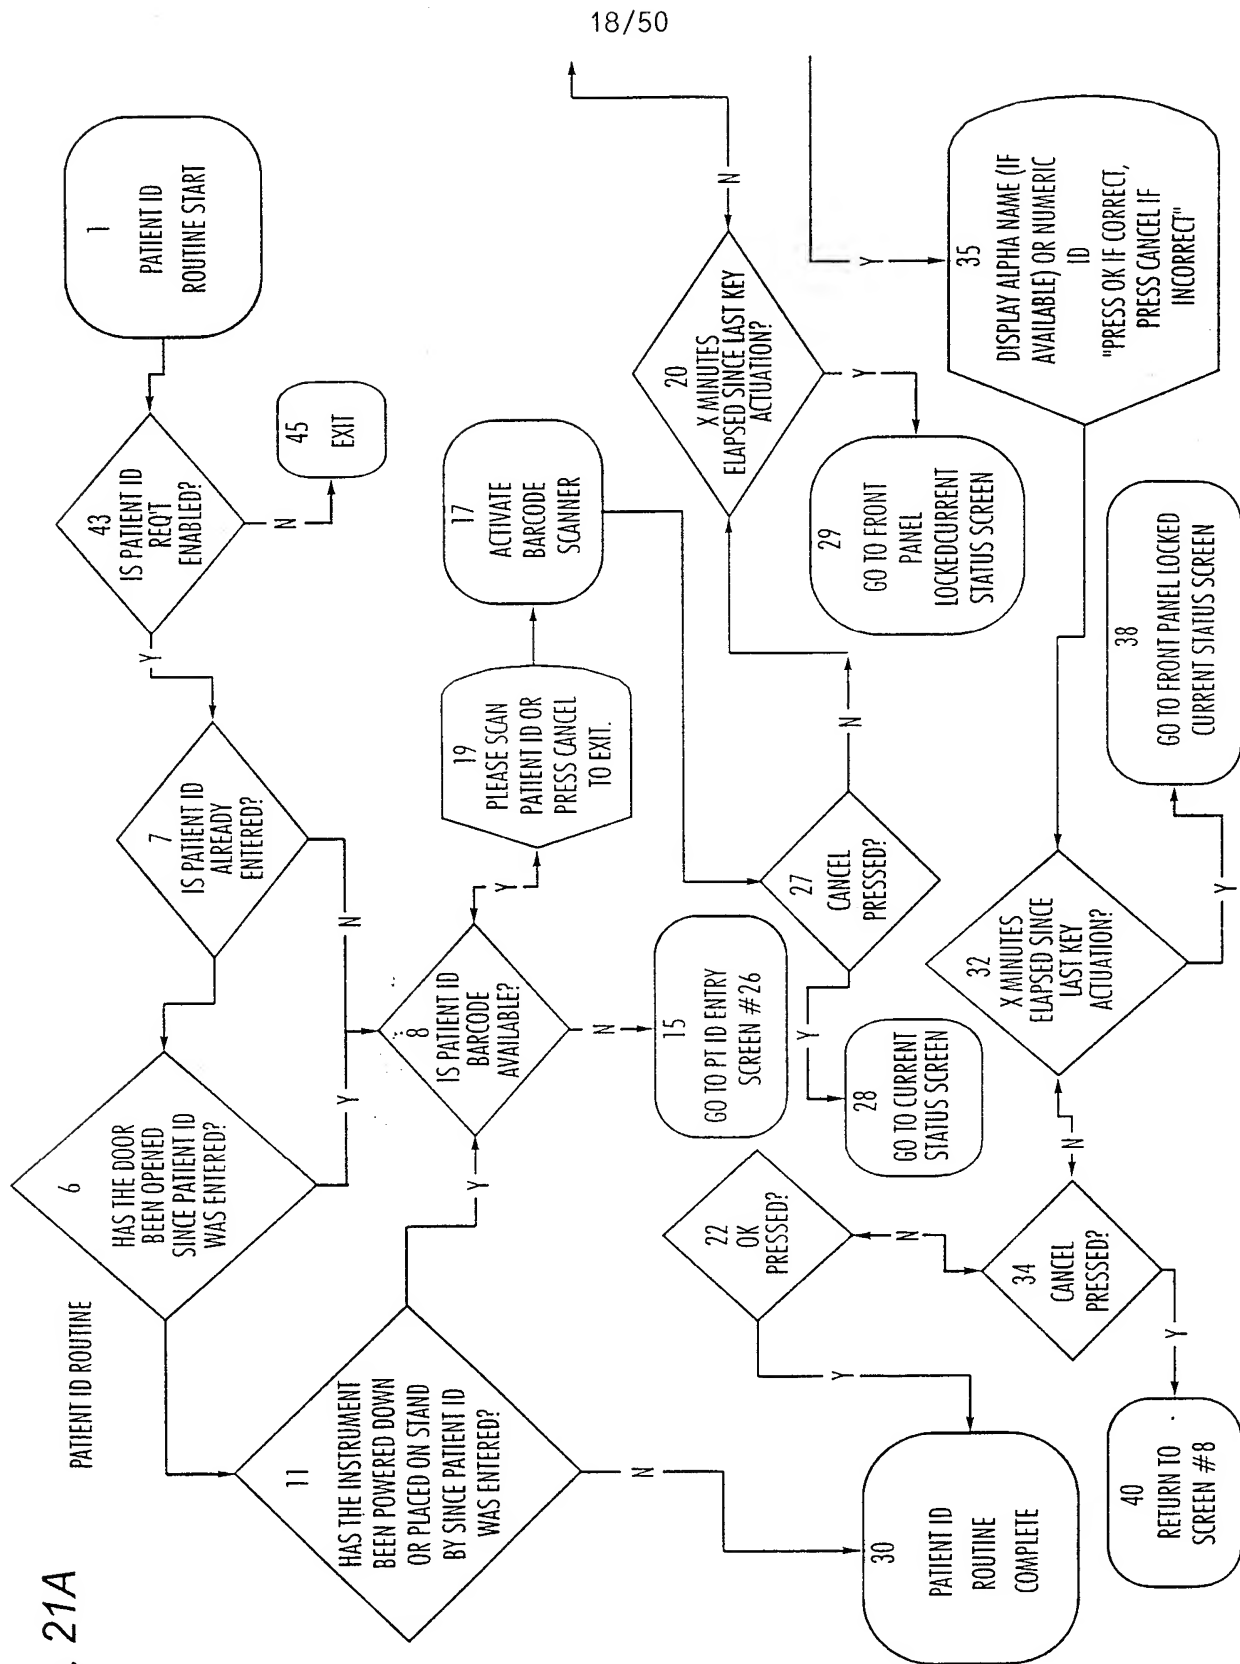 18/50
. 21A
PATIENT ID ROUTINE
1
PATIENT ID
ROUTINE START
43
IS PATIENT ID
REQ'T
ENABLED?
N
45
EXIT
Y
7
IS PATIENT ID
ALREADY
ENTERED?
N
6
HAS THE DOOR
BEEN OPENED
SINCE PATIENT ID
WAS ENTERED?
Y
11
HAS THE INSTRUMENT
BEEN POWERED DOWN
OR PLACED ON STAND
BY SINCE PATIENT ID
WAS ENTERED?
Y
N
8
IS PATIENT ID
BARCODE
AVAILABLE?
Y
N
19
PLEASE SCAN
PATIENT ID OR
PRESS CANCEL
TO EXIT.
17
ACTIVATE
BARCODE
SCANNER
15
GO TO PT ID ENTRY
SCREEN #26
27
CANCEL
PRESSED?
Y
N
28
GO TO CURRENT
STATUS SCREEN
20
X MINUTES
ELAPSED SINCE LAST KEY
ACTUATION?
N
Y
29
GO TO FRONT
PANEL
LOCKEDCURRENT
STATUS SCREEN
Y
35
DISPLAY ALPHA NAME (IF
AVAILABLE) OR NUMERIC
ID
"PRESS OK IF CORRECT,
PRESS CANCEL IF
INCORRECT"
32
X MINUTES
ELAPSED SINCE
LAST KEY
ACTUATION?
Y
38
GO TO FRONT PANEL LOCKED
CURRENT STATUS SCREEN
N
34
CANCEL
PRESSED?
Y
40
RETURN TO
SCREEN #8
N
22
OK
PRESSED?
Y
30
PATIENT ID
ROUTINE
COMPLETE